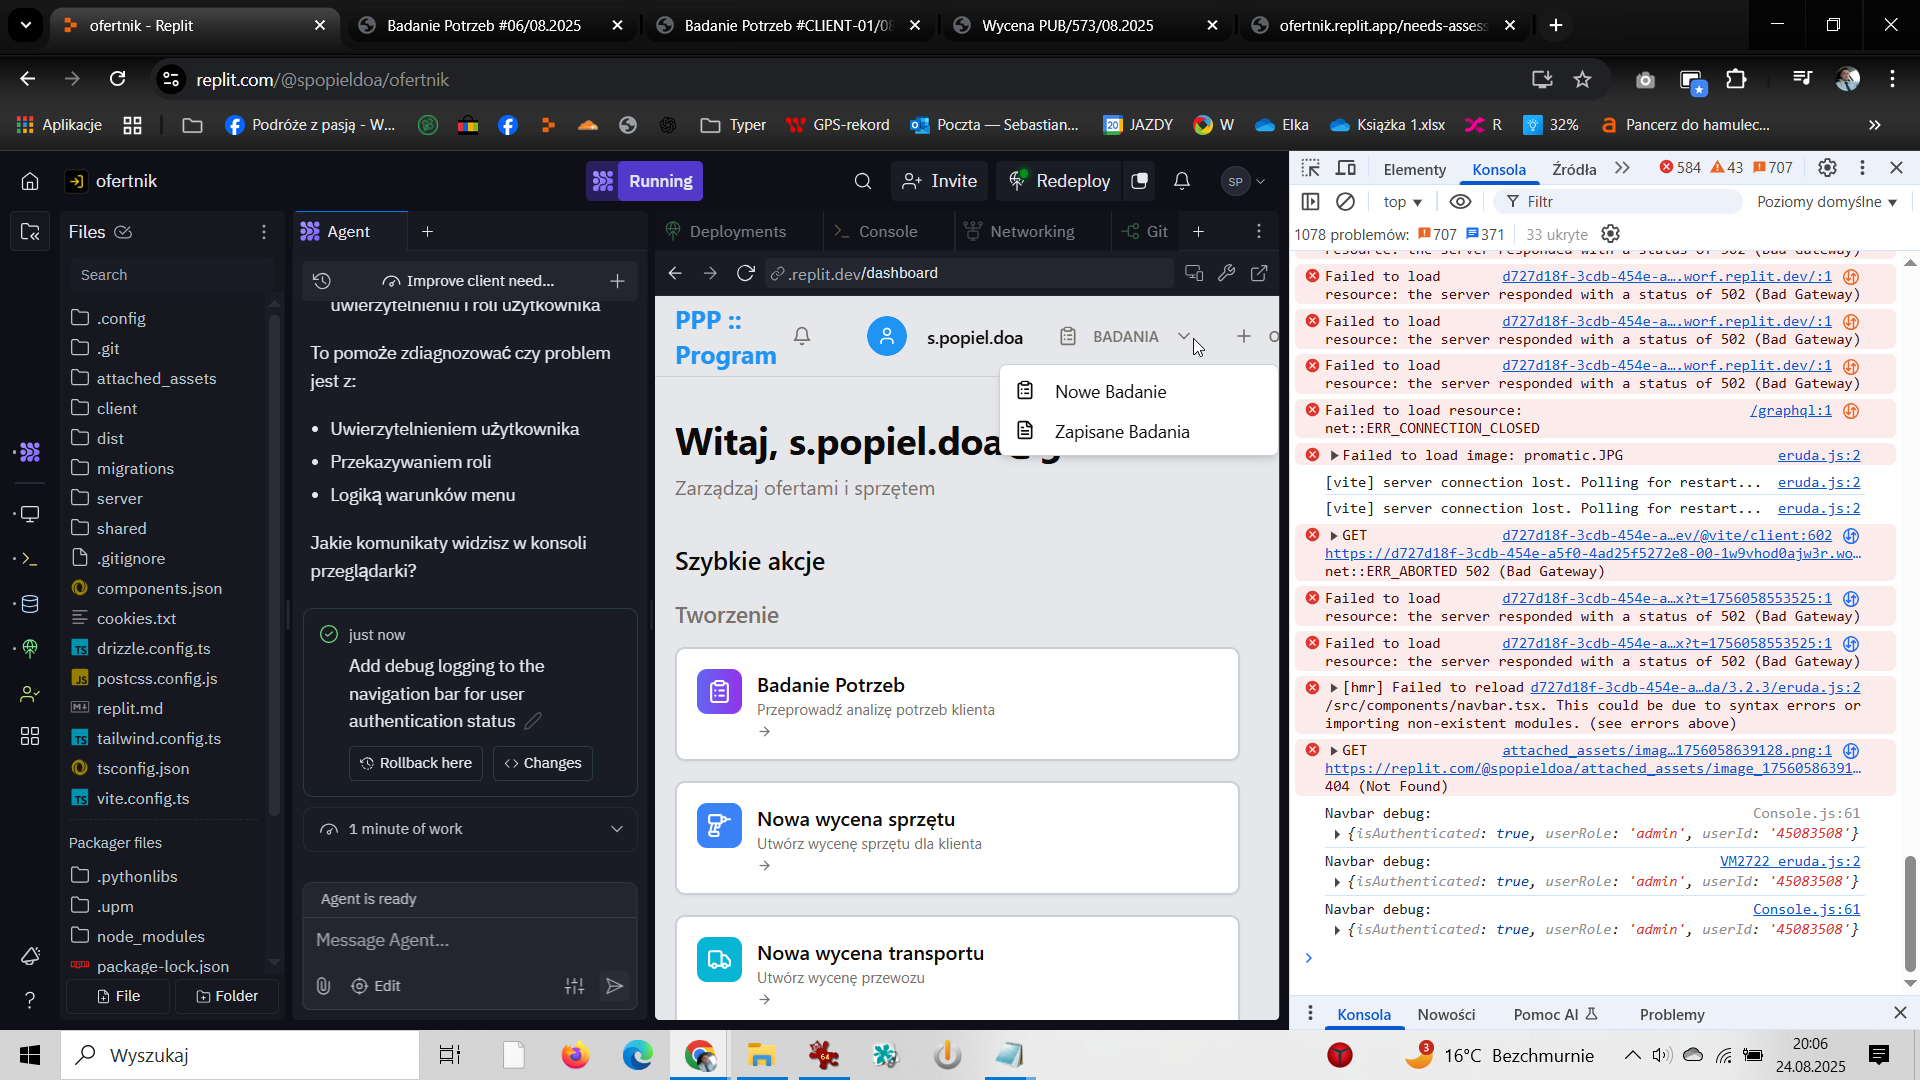 ofertnik - Replit
Badanie Potrzeb #06/08.2025
Badanie Potrzeb #CLIENT-01/08
Wycena PUB/573/08.2025
ofertnik.replit.app/needs-assess
replit.com/@spopieldoa/ofertnik
Aplikacje
Podróże z pasją - W...
Typer
GPS-rekord
Poczta — Sebastian...
20
JAZDY
W
Elka
Książka 1.xlsx
R
32%
Pancerz do hamulec...
ofertnik
Running
Invite
Redeploy
SP
Files
Search
.config
.git
attached_assets
client
dist
migrations
server
shared
.gitignore
components.json
cookies.txt
drizzle.config.ts
postcss.config.js
replit.md
tailwind.config.ts
tsconfig.json
vite.config.ts
Packager files
.pythonlibs
.upm
node_modules
package-lock.json
File
Folder
Agent
Improve client need...
uwierzytelnieniu i roli użytkownika
To pomoże zdiagnozować czy problem
jest z:
• Uwierzytelnieniem użytkownika
• Przekazywaniem roli
• Logiką warunków menu
Jakie komunikaty widzisz w konsoli
przeglądarki?
just now
Add debug logging to the
navigation bar for user
authentication status
Rollback here
Changes
1 minute of work
Agent is ready
Message Agent...
Edit
Deployments
Console
Networking
Git
.replit.dev/dashboard
PPP ::
Program
s.popiel.doa
BADANIA
Nowe Badanie
Zapisane Badania
Witaj, s.popiel.doa
Zarządzaj ofertami i sprzętem
Szybkie akcje
Tworzenie
Badanie Potrzeb
Przeprowadź analizę potrzeb klienta
Nowa wycena sprzętu
Utwórz wycenę sprzętu dla klienta
Nowa wycena transportu
Utwórz wycenę przewozu
Elementy
Konsola
Źródła
584
43
707
top
Filtr
Poziomy domyślne
1078 problemów: 707 371 33 ukryte
Failed to load d727d18f-3cdb-454e-a….worf.replit.dev/:1
resource: the server responded with a status of 502 (Bad Gateway)
Failed to load d727d18f-3cdb-454e-a….worf.replit.dev/:1
resource: the server responded with a status of 502 (Bad Gateway)
Failed to load d727d18f-3cdb-454e-a….worf.replit.dev/:1
resource: the server responded with a status of 502 (Bad Gateway)
Failed to load resource: /graphql:1
net::ERR_CONNECTION_CLOSED
Failed to load image: promatic.JPG eruda.js:2
[vite] server connection lost. Polling for restart... eruda.js:2
[vite] server connection lost. Polling for restart... eruda.js:2
GET d727d18f-3cdb-454e-a…ev/@vite/client:602
https://d727d18f-3cdb-454e-a5f0-4ad25f5272e8-00-1w9vhod0ajw3r.wo…
net::ERR_ABORTED 502 (Bad Gateway)
Failed to load d727d18f-3cdb-454e-a…x?t=1756058553525:1
resource: the server responded with a status of 502 (Bad Gateway)
Failed to load d727d18f-3cdb-454e-a…x?t=1756058553525:1
resource: the server responded with a status of 502 (Bad Gateway)
[hmr] Failed to reload d727d18f-3cdb-454e-a…da/3.2.3/eruda.js:2
/src/components/navbar.tsx. This could be due to syntax errors or
importing non-existent modules. (see errors above)
GET attached_assets/imag…1756058639128.png:1
https://replit.com/@spopieldoa/attached_assets/image_17560586391…
404 (Not Found)
Navbar debug: Console.js:61
{isAuthenticated: true, userRole: 'admin', userId: '45083508'}
Navbar debug: VM2722 eruda.js:2
{isAuthenticated: true, userRole: 'admin', userId: '45083508'}
Navbar debug: Console.js:61
{isAuthenticated: true, userRole: 'admin', userId: '45083508'}
Konsola
Nowości
Pomoc AI
Problemy
Wyszukaj
64
3
16°C Bezchmurnie
20:06
24.08.2025